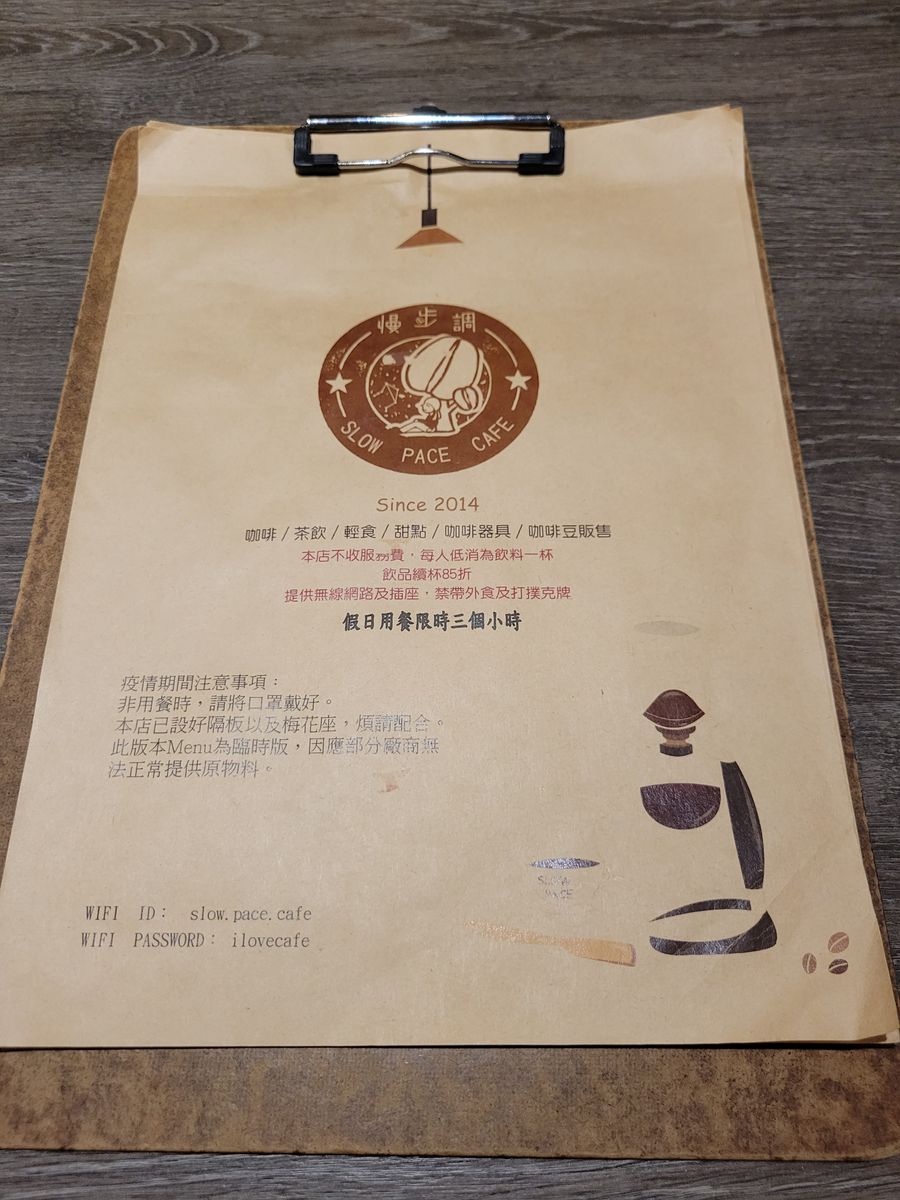 慢步調
SLOW PACE CAFE
Since 2014
咖啡/茶飲/輕食/甜點/咖啡器具/咖啡豆販售
本店不收服務費，每人低消為飲料一杯
飲品續杯85折
提供無線網路及插座，禁帶外食及打撲克牌
假日用餐限時三個小時
疫情期間注意事項：
非用餐時，請將口罩戴好。
本店已設好隔板以及梅花座，煩請配合。
此版本Menu為臨時版，因應部分廠商無
法正常提供原物料。
SLOW
PACE
WIFI ID： slow.pace.cafe
WIFI PASSWORD： ilovecafe